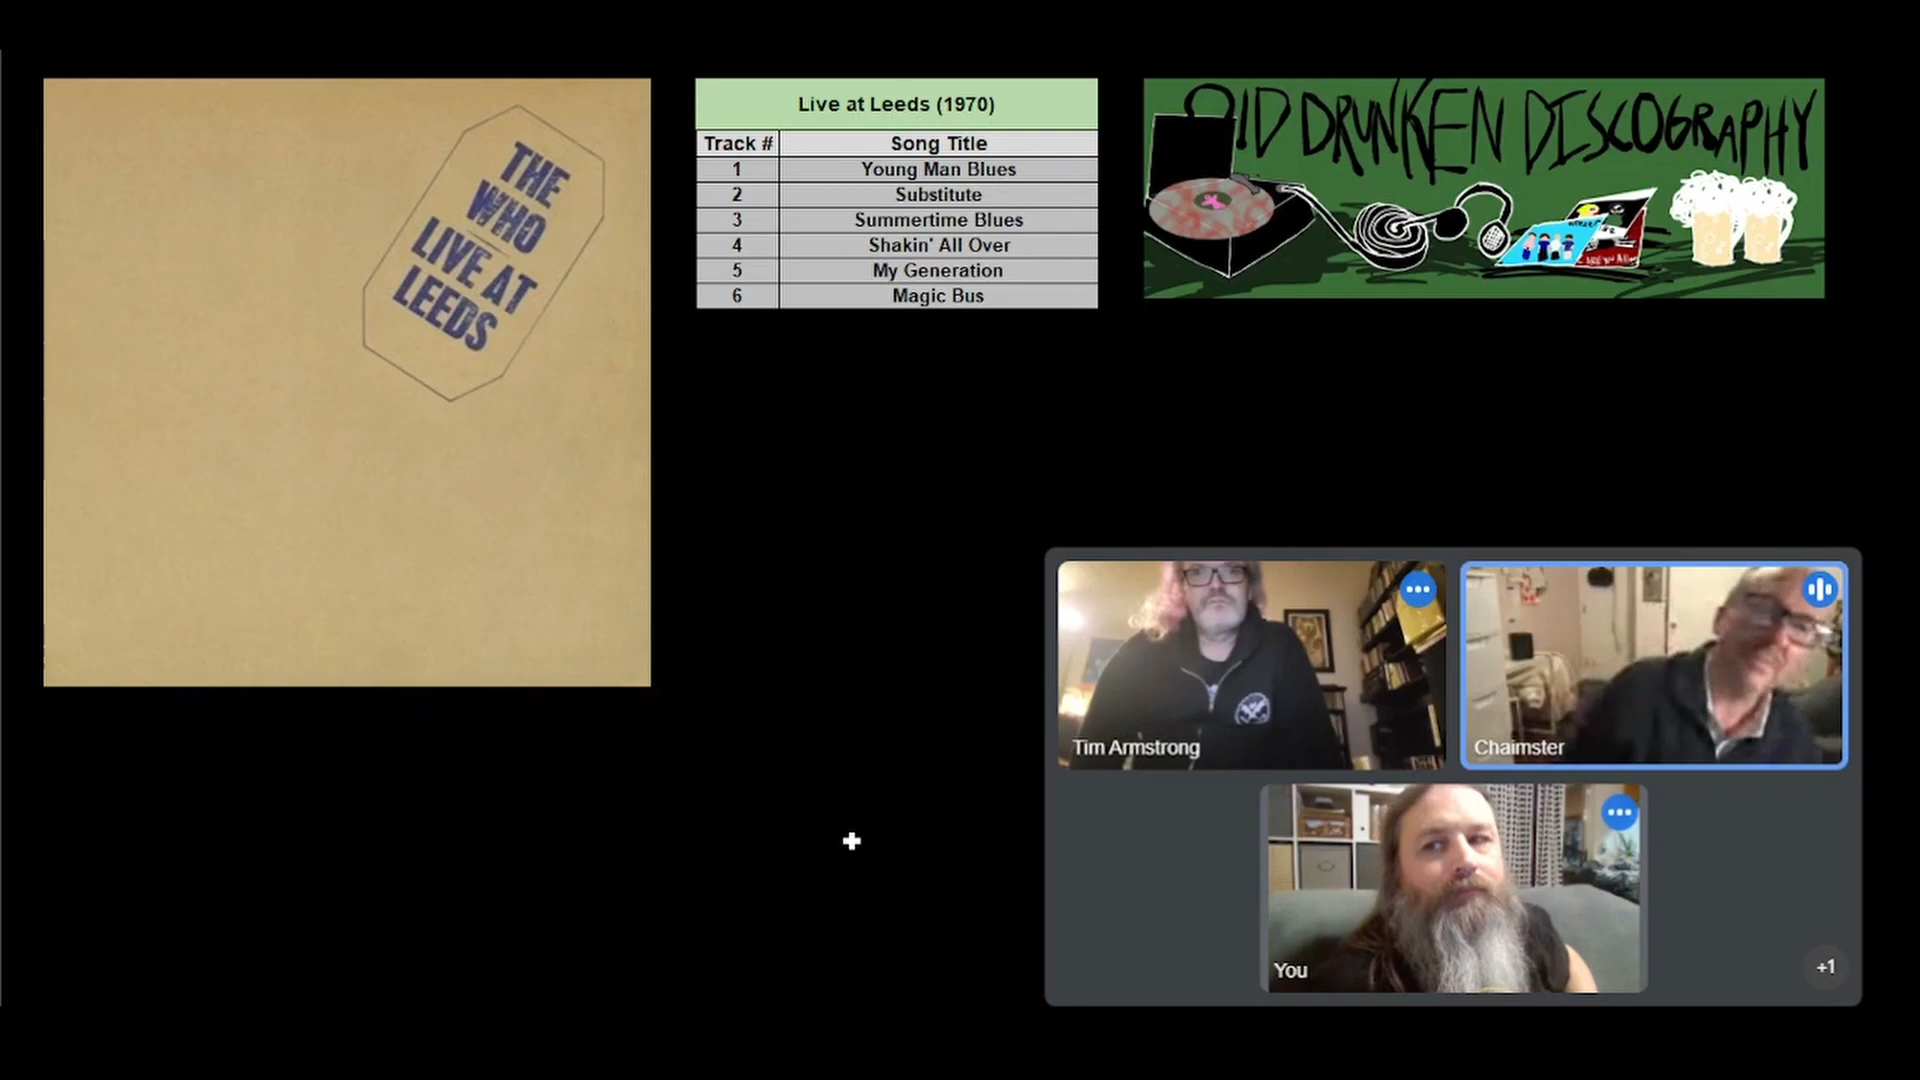 THE
WHO
LIVE AT
LEEDS
Live at Leeds (1970)
Track # Song Title
1 Young Man Blues
2 Substitute
3 Summertime Blues
4 Shakin' All Over
5 My Generation
6 Magic Bus
DRUNKEN DISCOGRAPHY
Tim Armstrong
Chaimster
You
+1